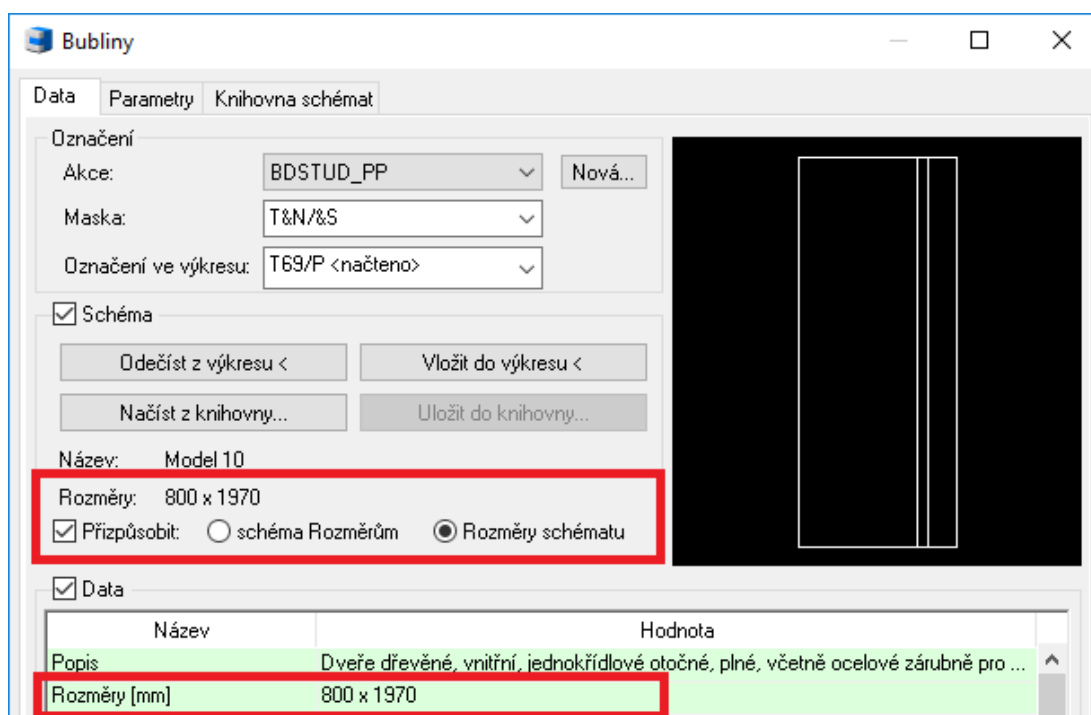 Bubliny
Data Parametry Knihovna schémat
Označení
Akce: BDSTUD_PP Nová...
Maska: T&N/&S
Označení ve výkresu: T69/P <načteno>
Schéma
Odečíst z výkresu < Vložit do výkresu <
Načíst z knihovny... Uložit do knihovny...
Název: Model 10
Rozměry: 800 x 1970
Přizpůsobit: schéma Rozměrům Rozměry schématu
Data
Název Hodnota
Popis Dveře dřevěné, vnitřní, jednokřídlové otočné, plné, včetně ocelové zárubně pro ...
Rozměry [mm] 800 x 1970